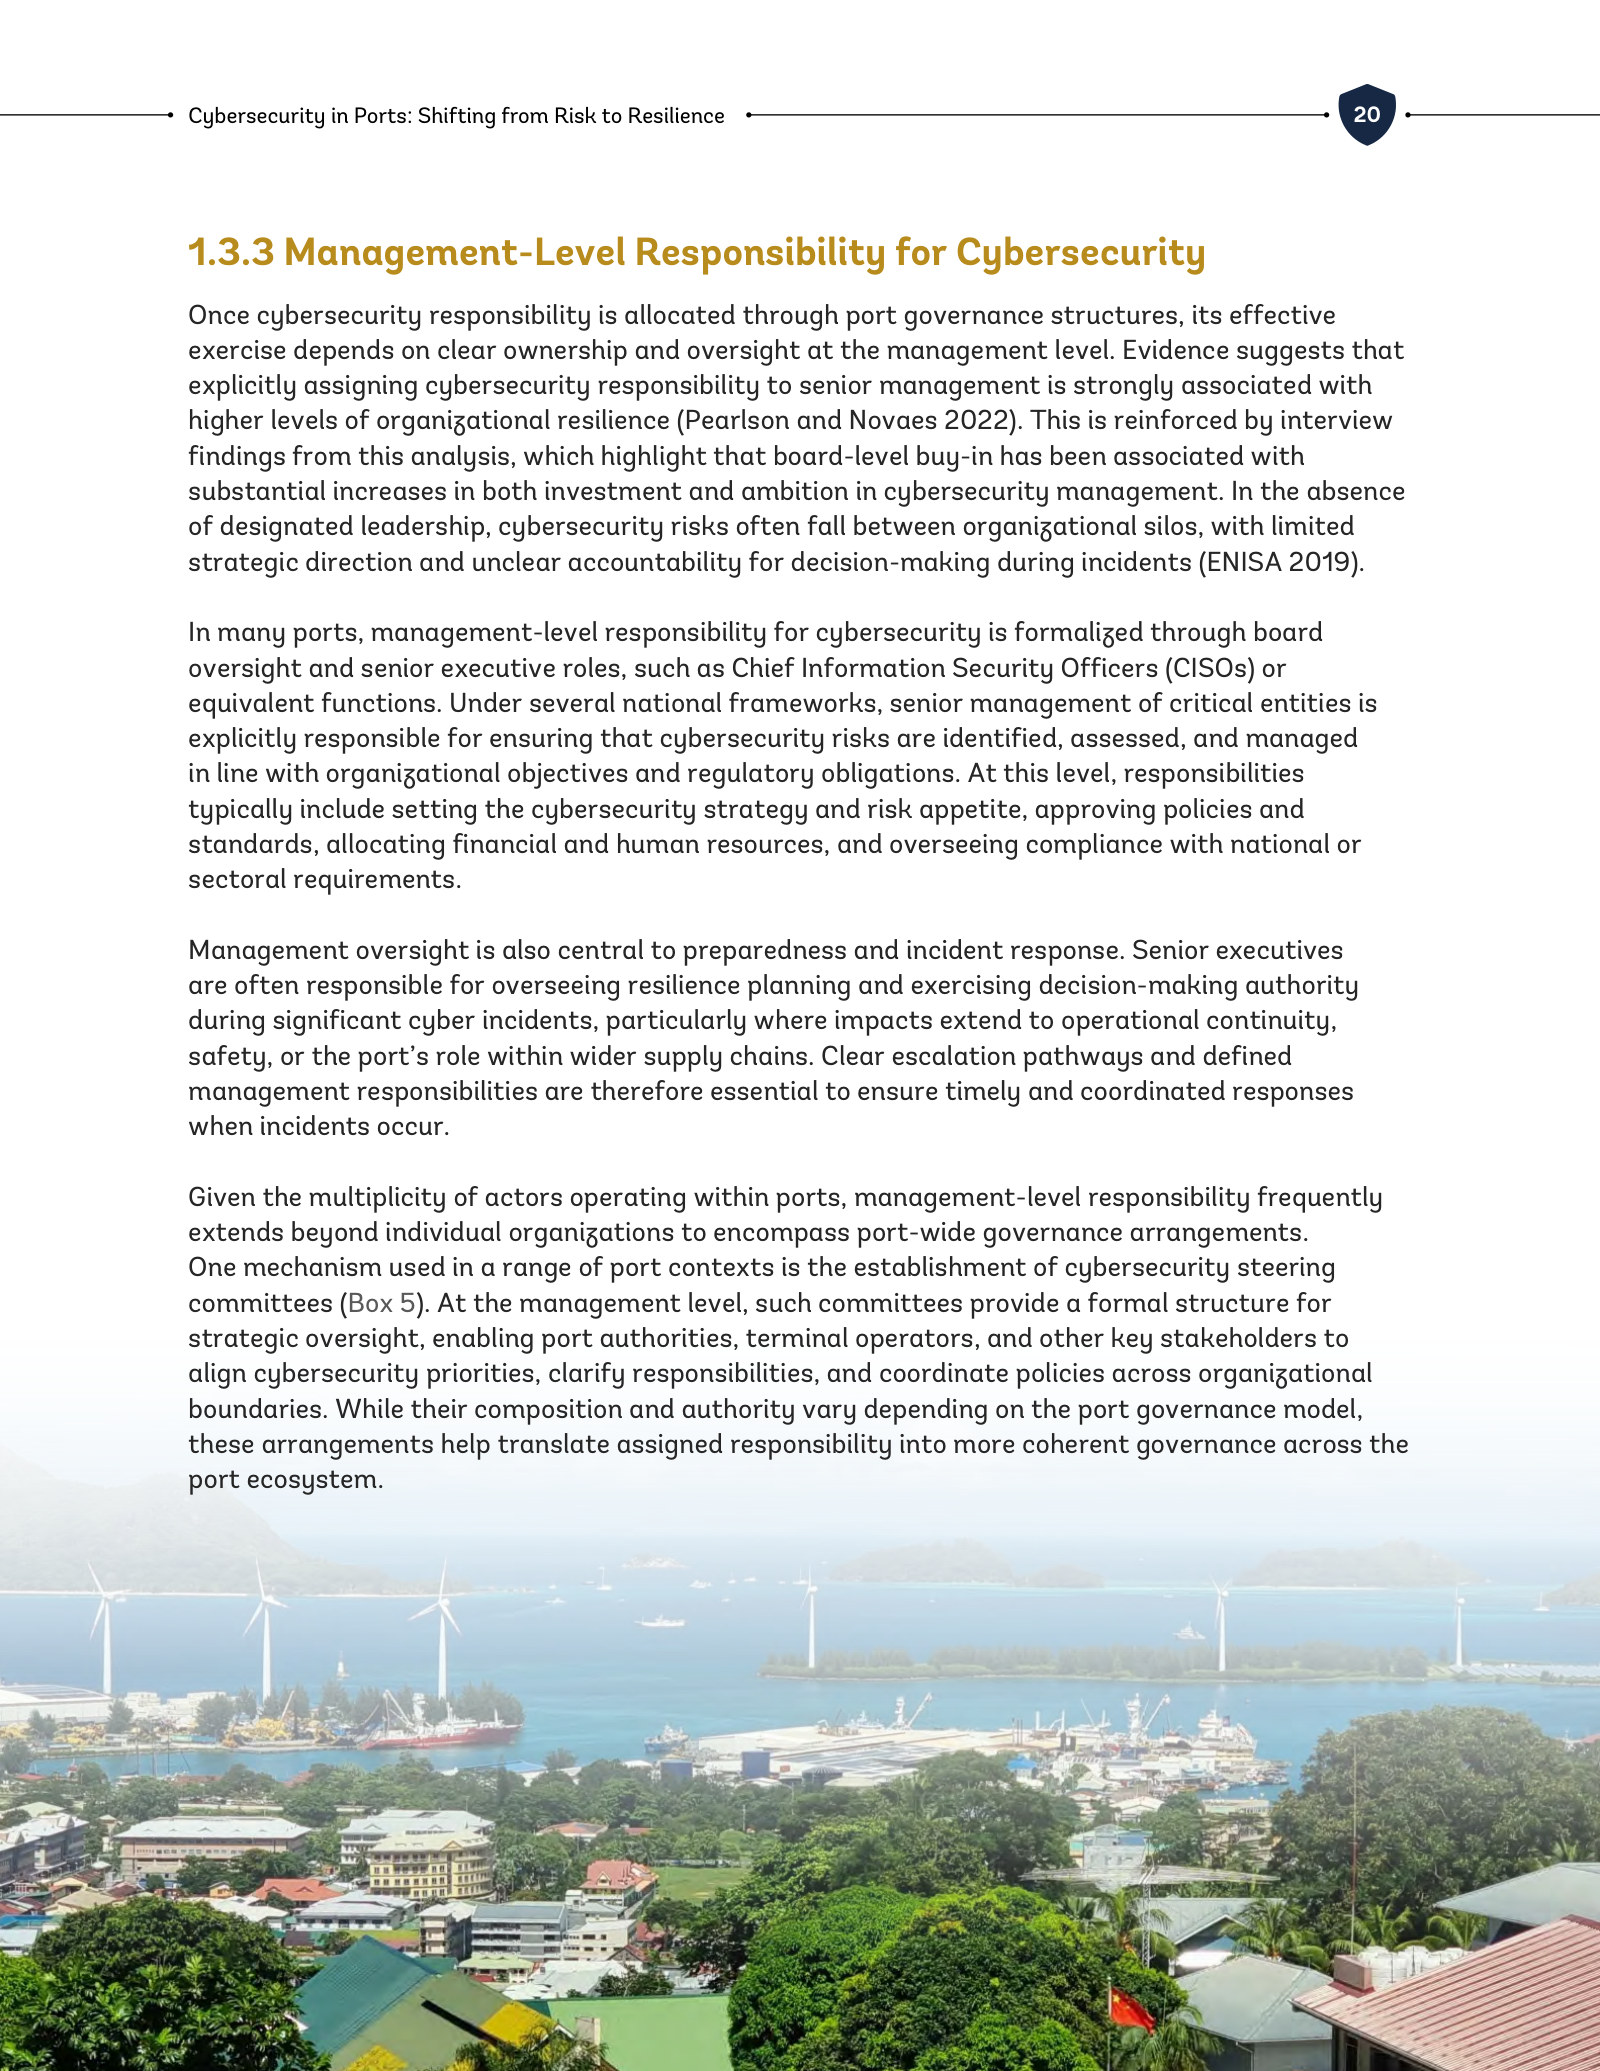 Cybersecurity in Ports: Shifting from Risk to Resilience
20
1.3.3 Management-Level Responsibility for Cybersecurity
Once cybersecurity responsibility is allocated through port governance structures, its effective
exercise depends on clear ownership and oversight at the management level. Evidence suggests that
explicitly assigning cybersecurity responsibility to senior management is strongly associated with
higher levels of organizational resilience (Pearlson and Novaes 2022). This is reinforced by interview
findings from this analysis, which highlight that board-level buy-in has been associated with
substantial increases in both investment and ambition in cybersecurity management. In the absence
of designated leadership, cybersecurity risks often fall between organizational silos, with limited
strategic direction and unclear accountability for decision-making during incidents (ENISA 2019).
In many ports, management-level responsibility for cybersecurity is formalized through board
oversight and senior executive roles, such as Chief Information Security Officers (CISOs) or
equivalent functions. Under several national frameworks, senior management of critical entities is
explicitly responsible for ensuring that cybersecurity risks are identified, assessed, and managed
in line with organizational objectives and regulatory obligations. At this level, responsibilities
typically include setting the cybersecurity strategy and risk appetite, approving policies and
standards, allocating financial and human resources, and overseeing compliance with national or
sectoral requirements.
Management oversight is also central to preparedness and incident response. Senior executives
are often responsible for overseeing resilience planning and exercising decision-making authority
during significant cyber incidents, particularly where impacts extend to operational continuity,
safety, or the port’s role within wider supply chains. Clear escalation pathways and defined
management responsibilities are therefore essential to ensure timely and coordinated responses
when incidents occur.
Given the multiplicity of actors operating within ports, management-level responsibility frequently
extends beyond individual organizations to encompass port-wide governance arrangements.
One mechanism used in a range of port contexts is the establishment of cybersecurity steering
committees (Box 5). At the management level, such committees provide a formal structure for
strategic oversight, enabling port authorities, terminal operators, and other key stakeholders to
align cybersecurity priorities, clarify responsibilities, and coordinate policies across organizational
boundaries. While their composition and authority vary depending on the port governance model,
these arrangements help translate assigned responsibility into more coherent governance across the
port ecosystem.